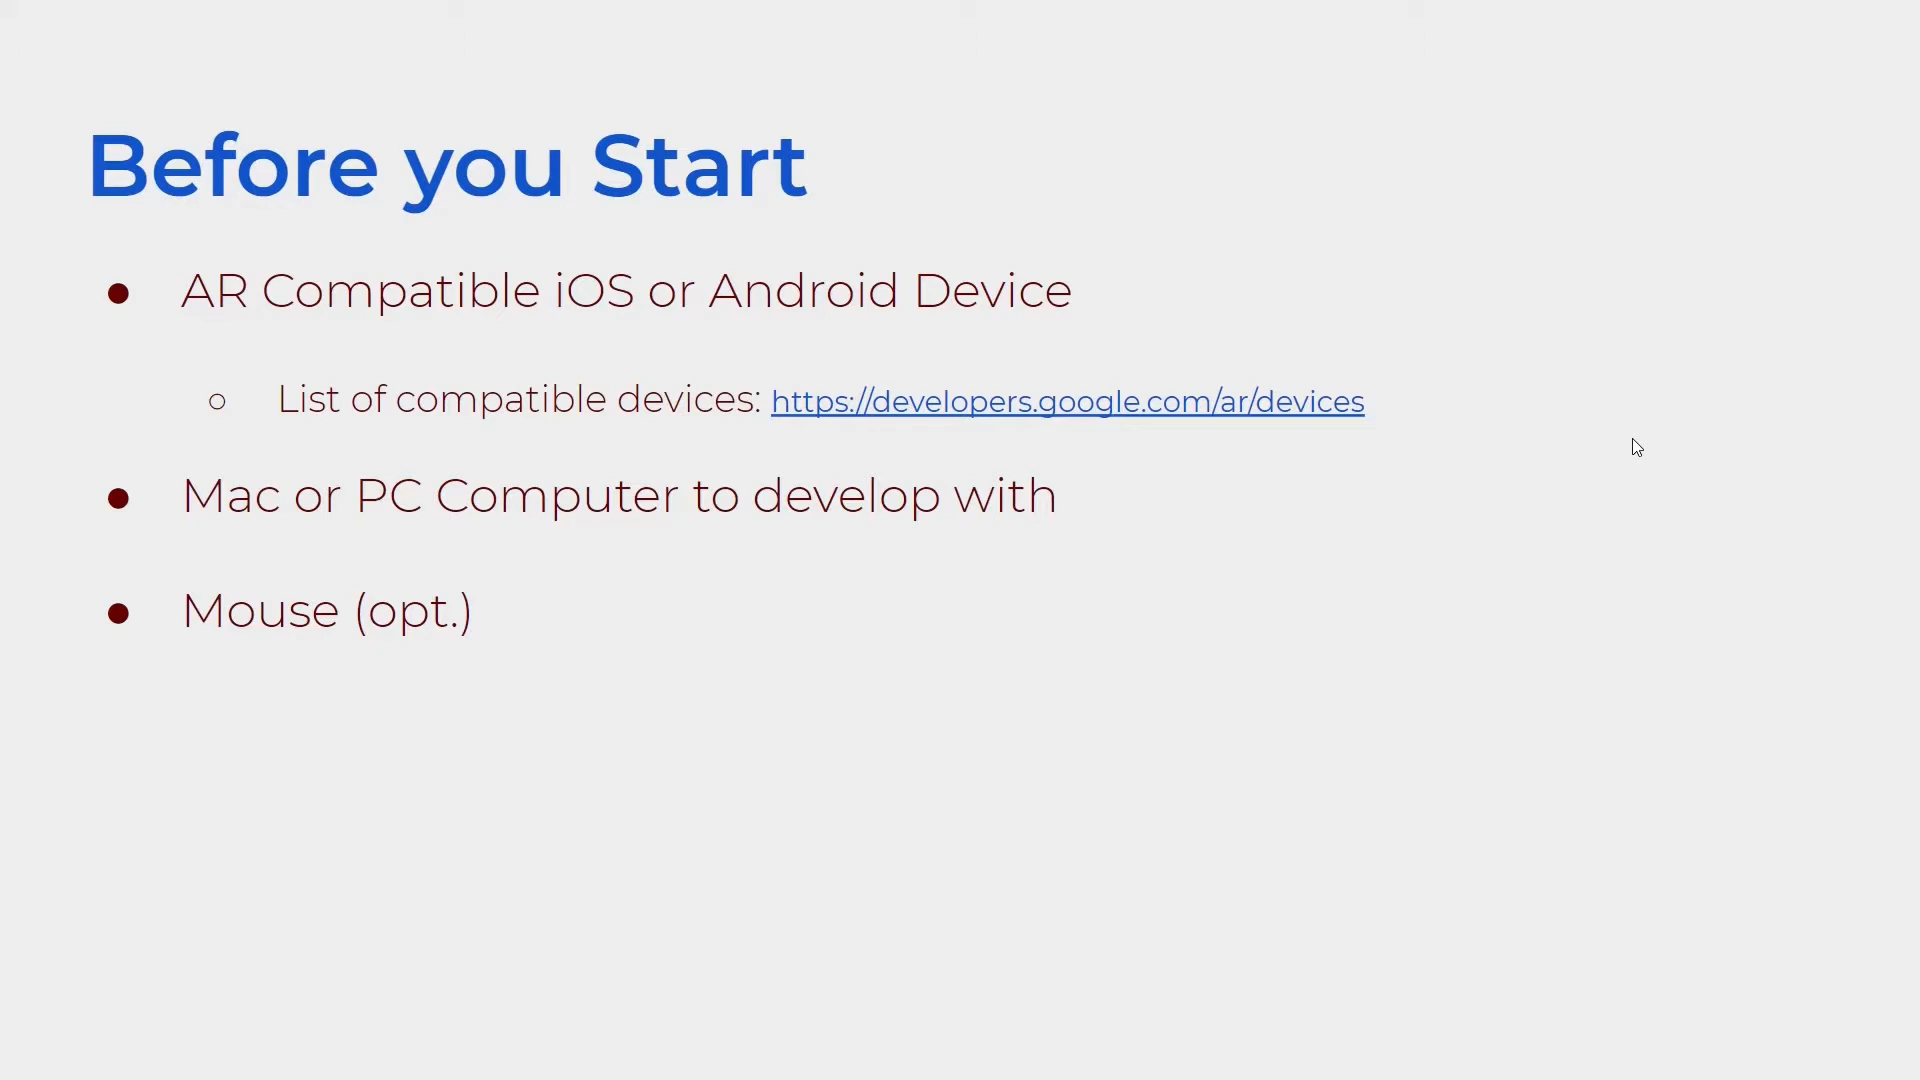 Before you Start
● AR Compatible iOS or Android Device
○ List of compatible devices: https://developers.google.com/ar/devices
● Mac or PC Computer to develop with
● Mouse (opt.)